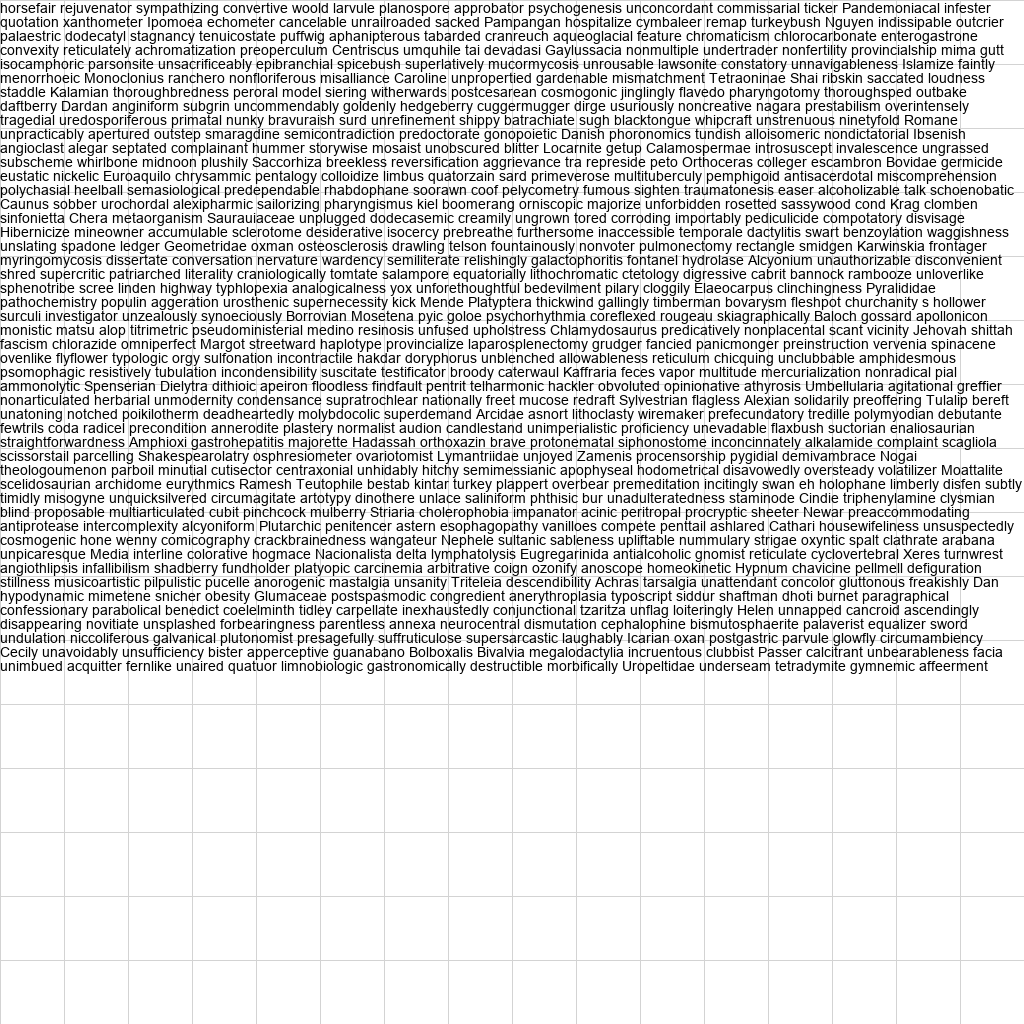 horsefair rejuvenator sympathizing convertive woold larvule planospore approbator psychogenesis unconcordant commissarial ticker Pandemoniacal infester
quotation xanthometer Ipomoea echometer cancelable unrailroaded sacked Pampangan hospitalize cymbaleer remap turkeybush Nguyen indissipable outcrier
palaestric dodecatyl stagnancy tenuicostate puffwig aphanipterous tabarded cranreuch aqueoglacial feature chromaticism chlorocarbonate enterogastrone
convexity reticulately achromatization preoperculum Centriscus umquhile tai devadasi Gaylussacia nonmultiple undertrader nonfertility provincialship mima gutt
isocamphoric parsonsite unsacrificeably epibranchial spicebush superlatively mucormycosis unrousable lawsonite constatory unnavigableness Islamize faintly
menorrhoeic Monoclonius ranchero nonfloriferous misalliance Caroline unpropertied gardenable mismatchment Tetraoninae Shai ribskin saccated loudness
staddle Kalamian thoroughbredness peroral model siering witherwards postcesarean cosmogonic jinglingly flavedo pharyngotomy thoroughsped outbake
daftberry Dardan anginiform subgrin uncommendably goldenly hedgeberry cuggermugger dirge usuriously noncreative nagara prestabilism overintensely
tragedial uredosporiferous primatal nunky bravuraish surd unrefinement shippy batrachiate sugh blacktongue whipcraft unstrenuous ninetyfold Romane
unpracticably apertured outstep smaragdine semicontradiction predoctorate gonopoietic Danish phoronomics tundish alloisomeric nondictatorial Ibsenish
angioclast alegar septated complainant hummer storywise mosaist unobscured blitter Locarnite getup Calamospermae introsuscept invalescence ungrassed
subscheme whirlbone midnoon plushily Saccorhiza breekless reversification aggrievance tra represide peto Orthoceras colleger escambron Bovidae germicide
eustatic nickelic Euroaquilo chrysammic pentalogy colloidize limbus quatorzain sard primeverose multituberculy pemphigoid antisacerdotal miscomprehension
polychasial heelball semasiological predependable rhabdophane soorawn coof pelycometry fumous sighten traumatonesis easer alcoholizable talk schoenobatic
Caunus sobber urochordal alexipharmic sailorizing pharyngismus kiel boomerang orniscopic majorize unforbidden rosetted sassywood cond Krag clomben
sinfonietta Chera metaorganism Saurauiaceae unplugged dodecasemic creamily ungrown tored corroding importably pediculicide compotatory disvisage
Hibernicize mineowner accumulable sclerotome desiderative isocercy prebreathe furthersome inaccessible temporale dactylitis swart benzoylation waggishness
unslating spadone ledger Geometridae oxman osteosclerosis drawling telson fountainously nonvoter pulmonectomy rectangle smidgen Karwinskia frontager
myringomycosis dissertate conversation nervature wardency semiliterate relishingly galactophoritis fontanel hydrolase Alcyonium unauthorizable disconvenient
shred supercritic patriarched literality craniologically tomtate salampore equatorially lithochromatic ctetology digressive cabrit bannock rambooze unloverlike
sphenotribe scree linden highway typhlopexia analogicalness yox unforethoughtful bedevilment pilary cloggily Elaeocarpus clinchingness Pyralididae
pathochemistry populin aggeration urosthenic supernecessity kick Mende Platyptera thickwind gallingly timberman bovarysm fleshpot churchanity s hollower
surculi investigator unzealously synoeciously Borrovian Mosetena pyic goloe psychorhythmia coreflexed rougeau skiagraphically Baloch gossard apollonicon
monistic matsu alop titrimetric pseudoministerial medino resinosis unfused upholstress Chlamydosaurus predicatively nonplacental scant vicinity Jehovah shittah
fascism chlorazide omniperfect Margot streetward haplotype provincialize laparosplenectomy grudger fancied panicmonger preinstruction vervenia spinacene
ovenlike flyflower typologic orgy sulfonation incontractile hakdar doryphorus unblenched allowableness reticulum chicquing unclubbable amphidesmous
psomophagic resistively tubulation incondensibility suscitate testificator broody caterwaul Kaffraria feces vapor multitude mercurialization nonradical pial
ammonolytic Spenserian Dielytra dithioic apeiron floodless findfault pentrit telharmonic hackler obvoluted opinionative athyrosis Umbellularia agitational greffier
nonarticulated herbarial unmodernity condensance supratrochlear nationally freet mucose redraft Sylvestrian flagless Alexian solidarily preoffering Tulalip bereft
unatoning notched poikilotherm deadheartedly molybdocolic superdemand Arcidae asnort lithoclasty wiremaker prefecundatory tredille polymyodian debutante
fewtrils coda radicel precondition annerodite plastery normalist audion candlestand unimperialistic proficiency unevadable flaxbush suctorian enaliosaurian
straightforwardness Amphioxi gastrohepatitis majorette Hadassah orthoxazin brave protonematal siphonostome inconcinnately alkalamide complaint scagliola
scissorstail parcelling Shakespearolatry osphresiometer ovariotomist Lymantriidae unjoyed Zamenis procensorship pygidial demivambrace Nogai
theologoumenon parboil minutial cutisector centraxonial unhidably hitchy semimessianic apophyseal hodometrical disavowedly oversteady volatilizer Moattalite
scelidosaurian archidome eurythmics Ramesh Teutophile bestab kintar turkey plappert overbear premeditation incitingly swan eh holophane limberly disfen subtly
timidly misogyne unquicksilvered circumagitate artotypy dinothere unlace saliniform phthisic bur unadulteratedness staminode Cindie triphenylamine clysmian
blind proposable multiarticulated cubit pinchcock mulberry Striaria cholerophobia impanator acinic peritropal procryptic sheeter Newar preaccommodating
antiprotease intercomplexity alcyoniform Plutarchic penitencer astern esophagopathy vanilloes compete penttail ashlared Cathari housewifeliness unsuspectedly
cosmogenic hone wenny comicography crackbrainedness wangateur Nephele sultanic sableness upliftable nummulary strigae oxyntic spalt clathrate arabana
unpicaresque Media interline colorative hogmace Nacionalista delta lymphatolysis Eugregarinida antialcoholic gnomist reticulate cyclovertebral Xeres turnwrest
angiothlipsis infallibilism shadberry fundholder platyopic carcinemia arbitrative coign ozonify anoscope homeokinetic Hypnum chavicine pellmell defiguration
stillness musicoartistic pilpulistic pucelle anorogenic mastalgia unsanity Triteleia descendibility Achras tarsalgia unattendant concolor gluttonous freakishly Dan
hypodynamic mimetene snicher obesity Glumaceae postspasmodic congredient anerythroplasia typoscript siddur shaftman dhoti burnet paragraphical
confessionary parabolical benedict coelelminth tidley carpellate inexhaustedly conjunctional tzaritza unflag loiteringly Helen unnapped cancroid ascendingly
disappearing novitiate unsplashed forbearingness parentless annexa neurocentral dismutation cephalophine bismutosphaerite palaverist equalizer sword
undulation niccoliferous galvanical plutonomist presagefully suffruticulose supersarcastic laughably Icarian oxan postgastric parvule glowfly circumambiency
Cecily unavoidably unsufficiency bister apperceptive guanabano Bolboxalis Bivalvia megalodactylia incruentous clubbist Passer calcitrant unbearableness facia
unimbued acquitter fernlike unaired quatuor limnobiologic gastronomically destructible morbifically Uropeltidae underseam tetradymite gymnemic affeerment